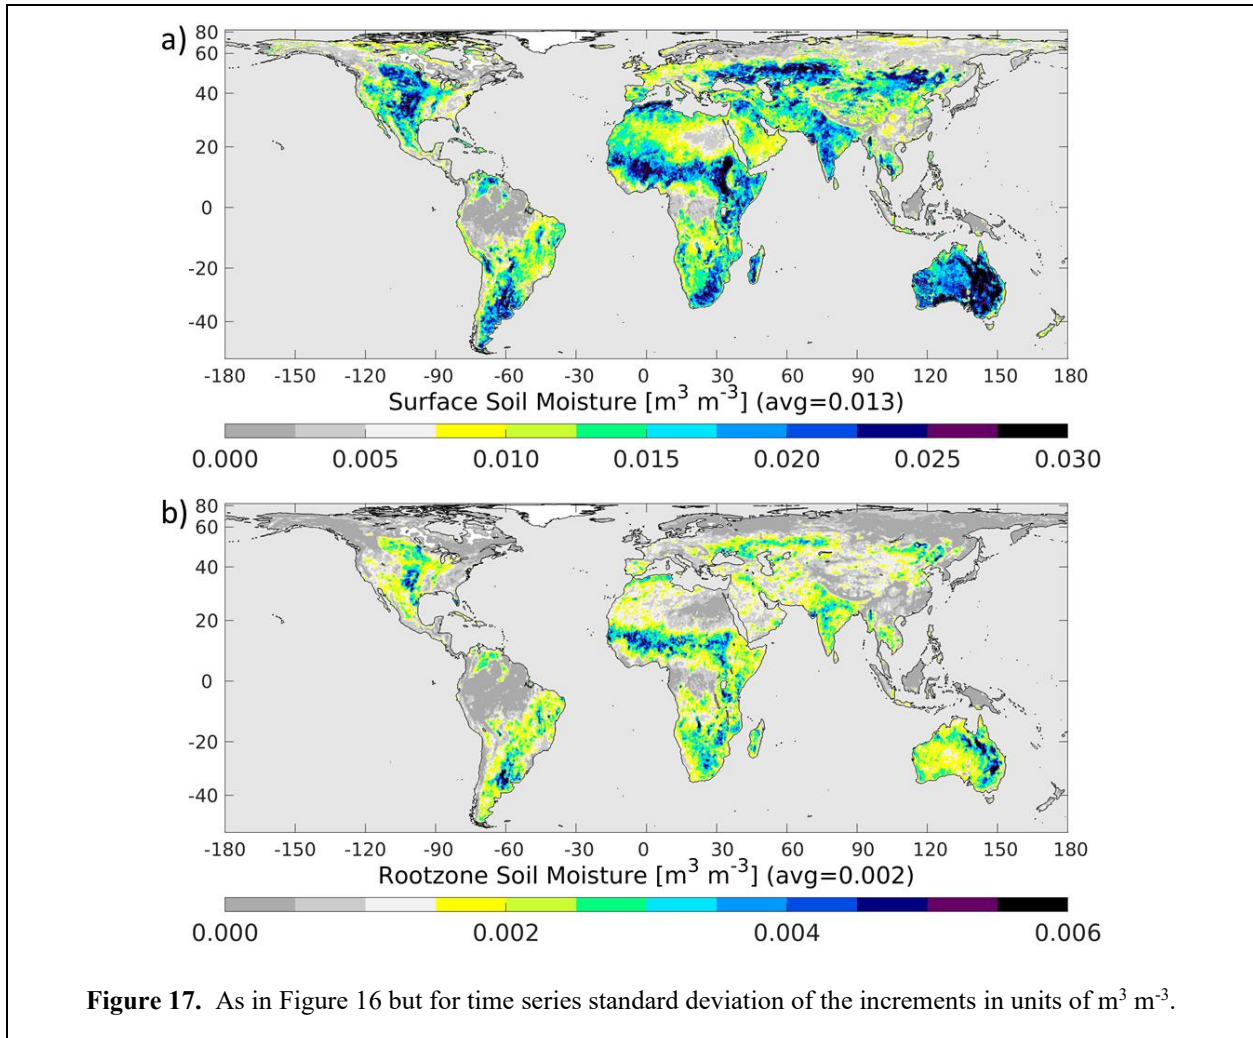 a)
80
60
40
20
0
-20
-40
-180 -150 -120 -90 -60 -30 0 30 60 90 120 150 180
Surface Soil Moisture [m³ m⁻³] (avg=0.013)
0.000 0.005 0.010 0.015 0.020 0.025 0.030
b)
80
60
40
20
0
-20
-40
-180 -150 -120 -90 -60 -30 0 30 60 90 120 150 180
Rootzone Soil Moisture [m³ m⁻³] (avg=0.002)
0.000 0.002 0.004 0.006
Figure 17. As in Figure 16 but for time series standard deviation of the increments in units of m³ m⁻³.